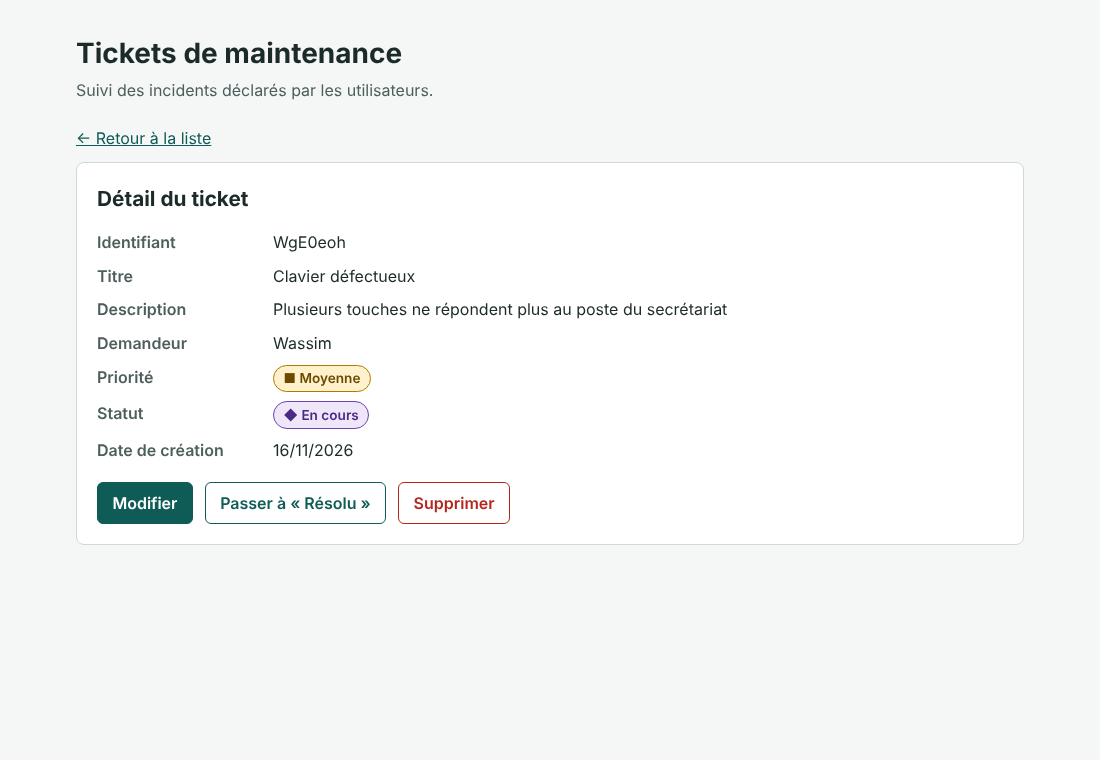 Tickets de maintenance
Suivi des incidents déclarés par les utilisateurs.
← Retour à la liste
Détail du ticket
Identifiant WgE0eoh
Titre Clavier défectueux
Description Plusieurs touches ne répondent plus au poste du secrétariat
Demandeur Wassim
Priorité ■ Moyenne
Statut ◆ En cours
Date de création 16/11/2026
Modifier Passer à « Résolu » Supprimer